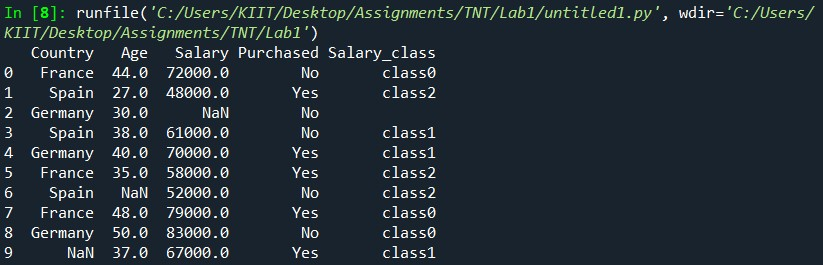 In [8]: runfile('C:/Users/KIIT/Desktop/Assignments/TNT/Lab1/untitled1.py', wdir='C:/Users/
KIIT/Desktop/Assignments/TNT/Lab1')
   Country   Age   Salary Purchased Salary_class
0   France  44.0  72000.0        No       class0
1    Spain  27.0  48000.0       Yes       class2
2  Germany  30.0      NaN        No
3    Spain  38.0  61000.0        No       class1
4  Germany  40.0  70000.0       Yes       class1
5   France  35.0  58000.0       Yes       class2
6    Spain   NaN  52000.0        No       class2
7   France  48.0  79000.0       Yes       class0
8  Germany  50.0  83000.0        No       class0
9      NaN  37.0  67000.0       Yes       class1